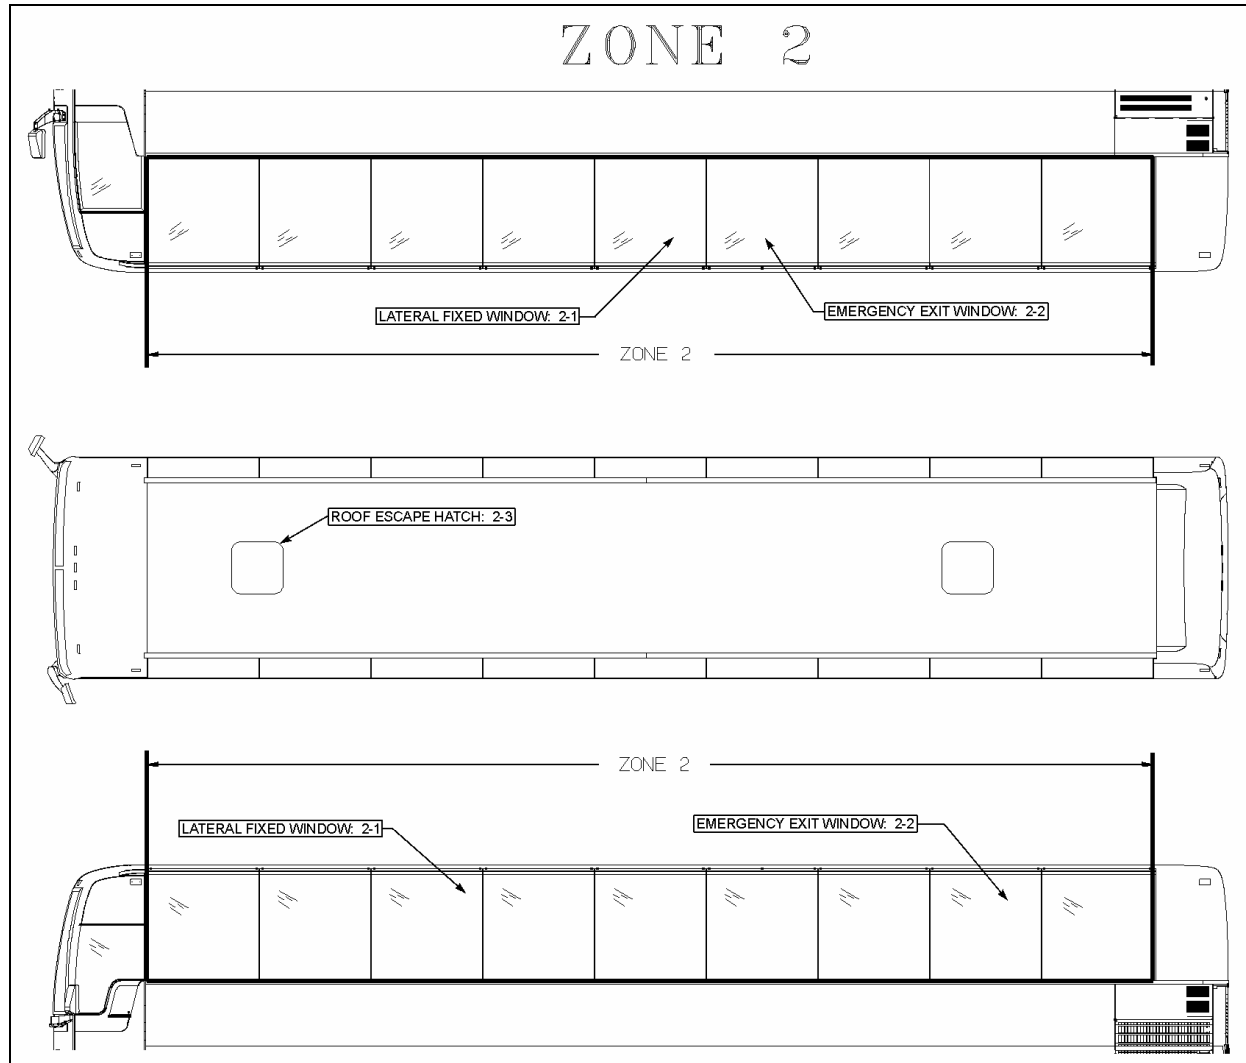 ZONE 2
LATERAL FIXED WINDOW: 2-1
EMERGENCY EXIT WINDOW: 2-2
ZONE 2
ROOF ESCAPE HATCH: 2-3
ZONE 2
LATERAL FIXED WINDOW: 2-1
EMERGENCY EXIT WINDOW: 2-2